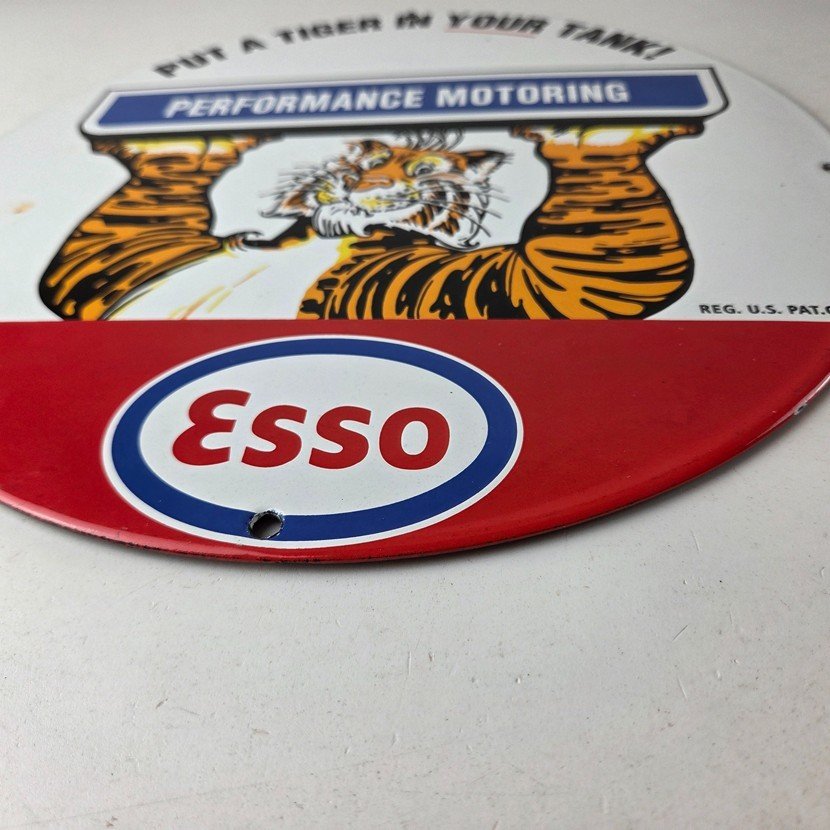 PUT A TIGER IN YOUR TANK!
PERFORMANCE MOTORING
REG. U.S. PAT.
Esso